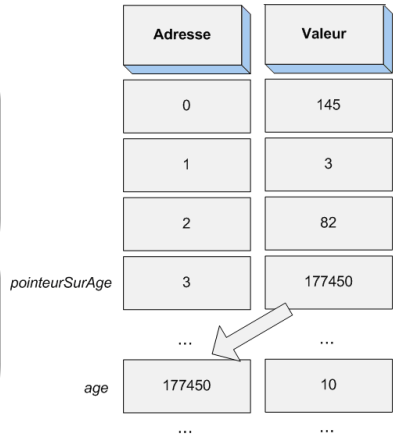 Adresse Valeur
0 145
1 3
2 82
pointeurSurAge 3 177450
... ...
age 177450 10
... ...